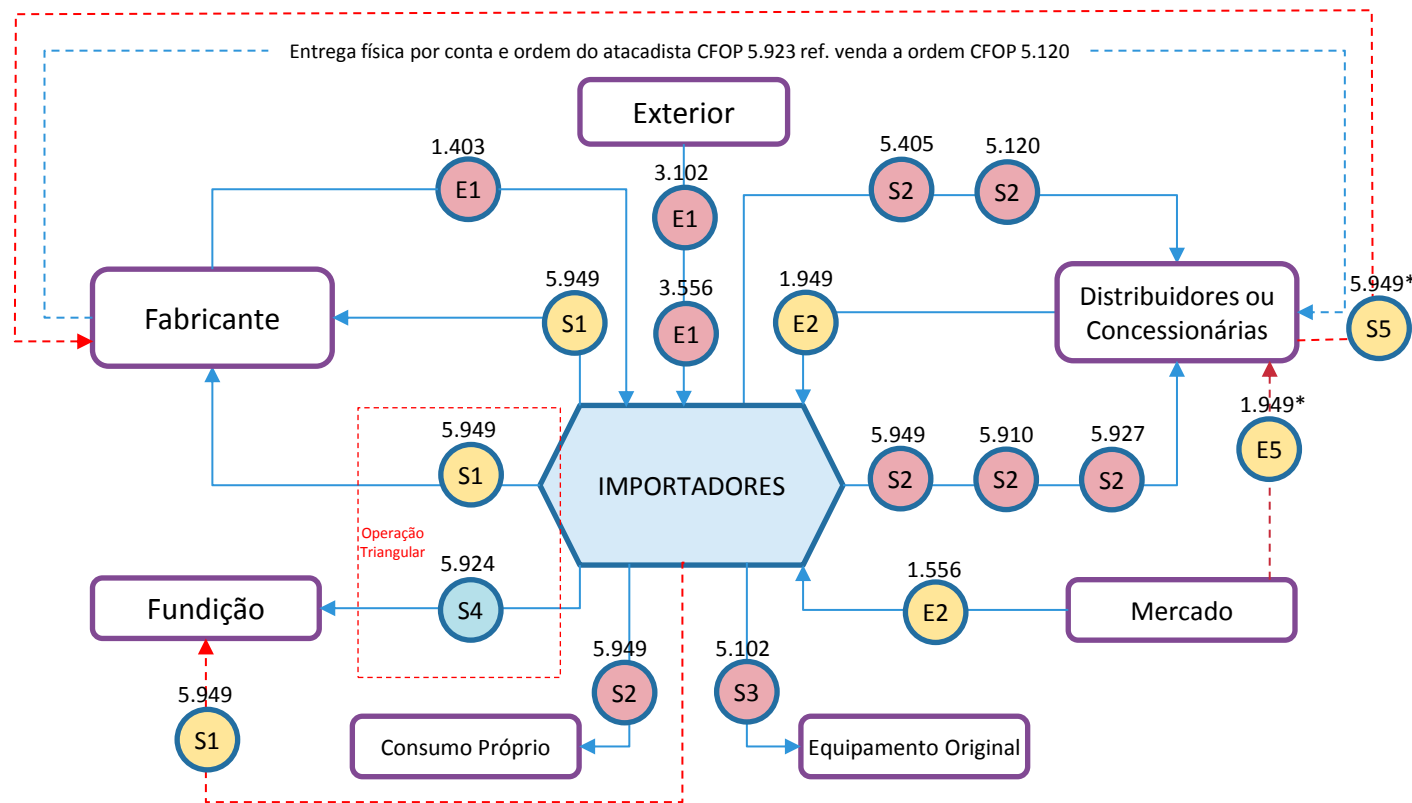 Entrega física por conta e ordem do atacadista CFOP 5.923 ref. venda a ordem CFOP 5.120
Exterior
1.403
E1
3.102
E1
5.405
S2
5.120
S2
Fabricante
5.949
S1
3.556
E1
1.949
E2
Distribuidores ou
Concessionárias
5.949*
S5
5.949
S1
IMPORTADORES
5.949
S2
5.910
S2
5.927
S2
1.949*
E5
Operação
Triangular
5.924
S4
Fundição
1.556
E2
Mercado
5.949
S1
5.949
S2
5.102
S3
Consumo Próprio
Equipamento Original